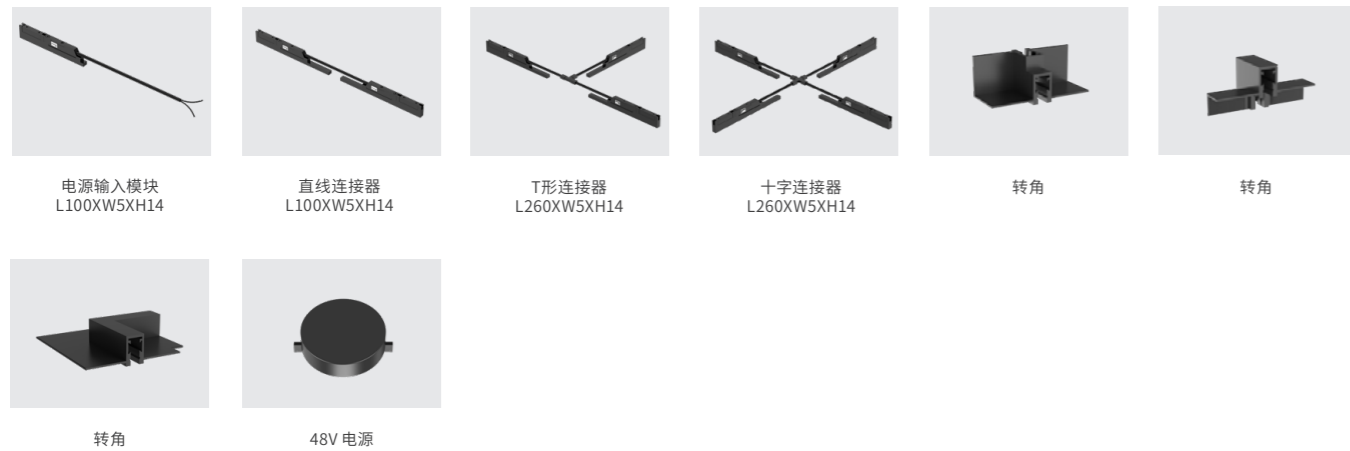 电源输入模块
L100XW5XH14
直线连接器
L100XW5XH14
T形连接器
L260XW5XH14
十字连接器
L260XW5XH14
转角
转角
转角
48V 电源